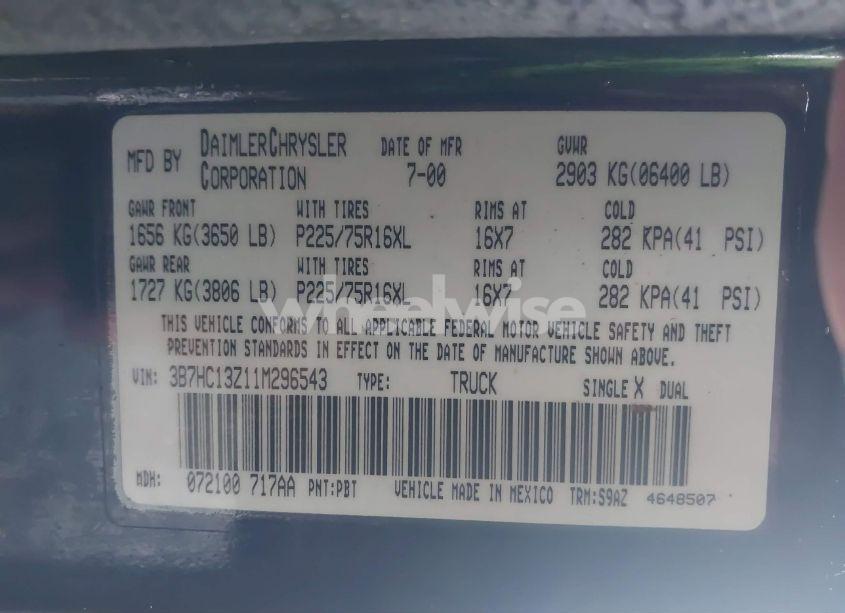 MFD BY DAIMLERCHRYSLER CORPORATION DATE OF MFR 7-00 GVWR 2903 KG(06400 LB)
GAWR FRONT WITH TIRES RIMS AT COLD
1656 KG(3650 LB) P225/75R16XL 16X7 282 KPA(41 PSI)
GAWR REAR WITH TIRES RIMS AT COLD
1727 KG(3806 LB) P225/75R16XL 16X7 282 KPA(41 PSI)
wheelwise
THIS VEHICLE CONFORMS TO ALL APPLICABLE FEDERAL MOTOR VEHICLE SAFETY AND THEFT
PREVENTION STANDARDS IN EFFECT ON THE DATE OF MANUFACTURE SHOWN ABOVE.
VIN: 3B7HC13Z11M296543 TYPE: TRUCK SINGLE X DUAL
MDH: 072100 717AA PNT:PBT VEHICLE MADE IN MEXICO TRM:S9AZ 4648507